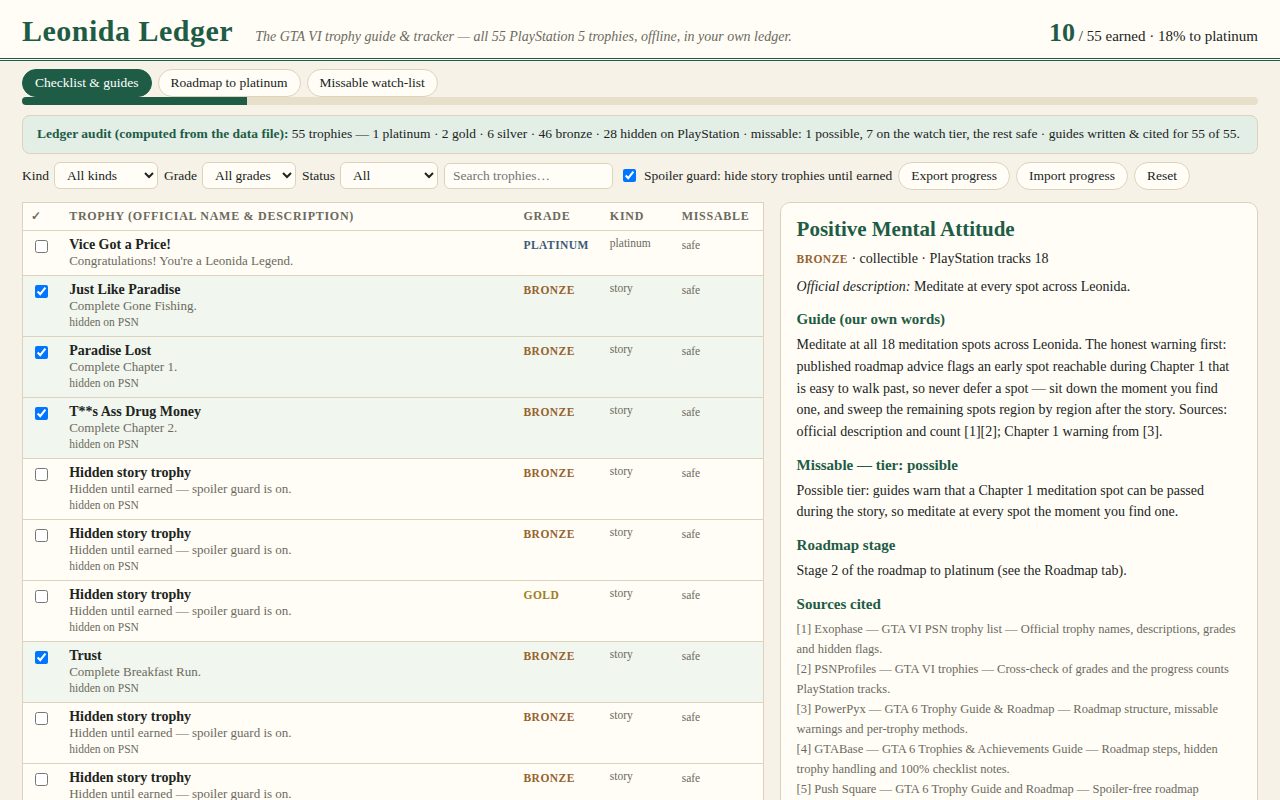 Leonida Ledger
The GTA VI trophy guide & tracker — all 55 PlayStation 5 trophies, offline, in your own ledger.
10 / 55 earned · 18% to platinum
Checklist & guides
Roadmap to platinum
Missable watch-list
Ledger audit (computed from the data file): 55 trophies — 1 platinum · 2 gold · 6 silver · 46 bronze · 28 hidden on PlayStation · missable: 1 possible, 7 on the watch tier, the rest safe · guides written & cited for 55 of 55.
Kind All kinds Grade All grades Status All Search trophies… Spoiler guard: hide story trophies until earned Export progress Import progress Reset
✓ TROPHY (OFFICIAL NAME & DESCRIPTION) GRADE KIND MISSABLE
Vice Got a Price! PLATINUM platinum safe
Congratulations! You're a Leonida Legend.
Just Like Paradise BRONZE story safe
Complete Gone Fishing.
hidden on PSN
Paradise Lost BRONZE story safe
Complete Chapter 1.
hidden on PSN
T**s Ass Drug Money BRONZE story safe
Complete Chapter 2.
hidden on PSN
Hidden story trophy BRONZE story safe
Hidden until earned — spoiler guard is on.
hidden on PSN
Hidden story trophy BRONZE story safe
Hidden until earned — spoiler guard is on.
hidden on PSN
Hidden story trophy GOLD story safe
Hidden until earned — spoiler guard is on.
hidden on PSN
Trust BRONZE story safe
Complete Breakfast Run.
hidden on PSN
Hidden story trophy BRONZE story safe
Hidden until earned — spoiler guard is on.
hidden on PSN
Hidden story trophy BRONZE story safe
Hidden until earned — spoiler guard is on.
Positive Mental Attitude
BRONZE · collectible · PlayStation tracks 18
Official description: Meditate at every spot across Leonida.
Guide (our own words)
Meditate at all 18 meditation spots across Leonida. The honest warning first:
published roadmap advice flags an early spot reachable during Chapter 1 that
is easy to walk past, so never defer a spot — sit down the moment you find
one, and sweep the remaining spots region by region after the story. Sources:
official description and count [1][2]; Chapter 1 warning from [3].
Missable — tier: possible
Possible tier: guides warn that a Chapter 1 meditation spot can be passed
during the story, so meditate at every spot the moment you find one.
Roadmap stage
Stage 2 of the roadmap to platinum (see the Roadmap tab).
Sources cited
[1] Exophase — GTA VI PSN trophy list — Official trophy names, descriptions, grades
and hidden flags.
[2] PSNProfiles — GTA VI trophies — Cross-check of grades and the progress counts
PlayStation tracks.
[3] PowerPyx — GTA 6 Trophy Guide & Roadmap — Roadmap structure, missable
warnings and per-trophy methods.
[4] GTABase — GTA 6 Trophies & Achievements Guide — Roadmap steps, hidden
trophy handling and 100% checklist notes.
[5] Push Square — GTA 6 Trophy Guide and Roadmap — Spoiler-free roadmap